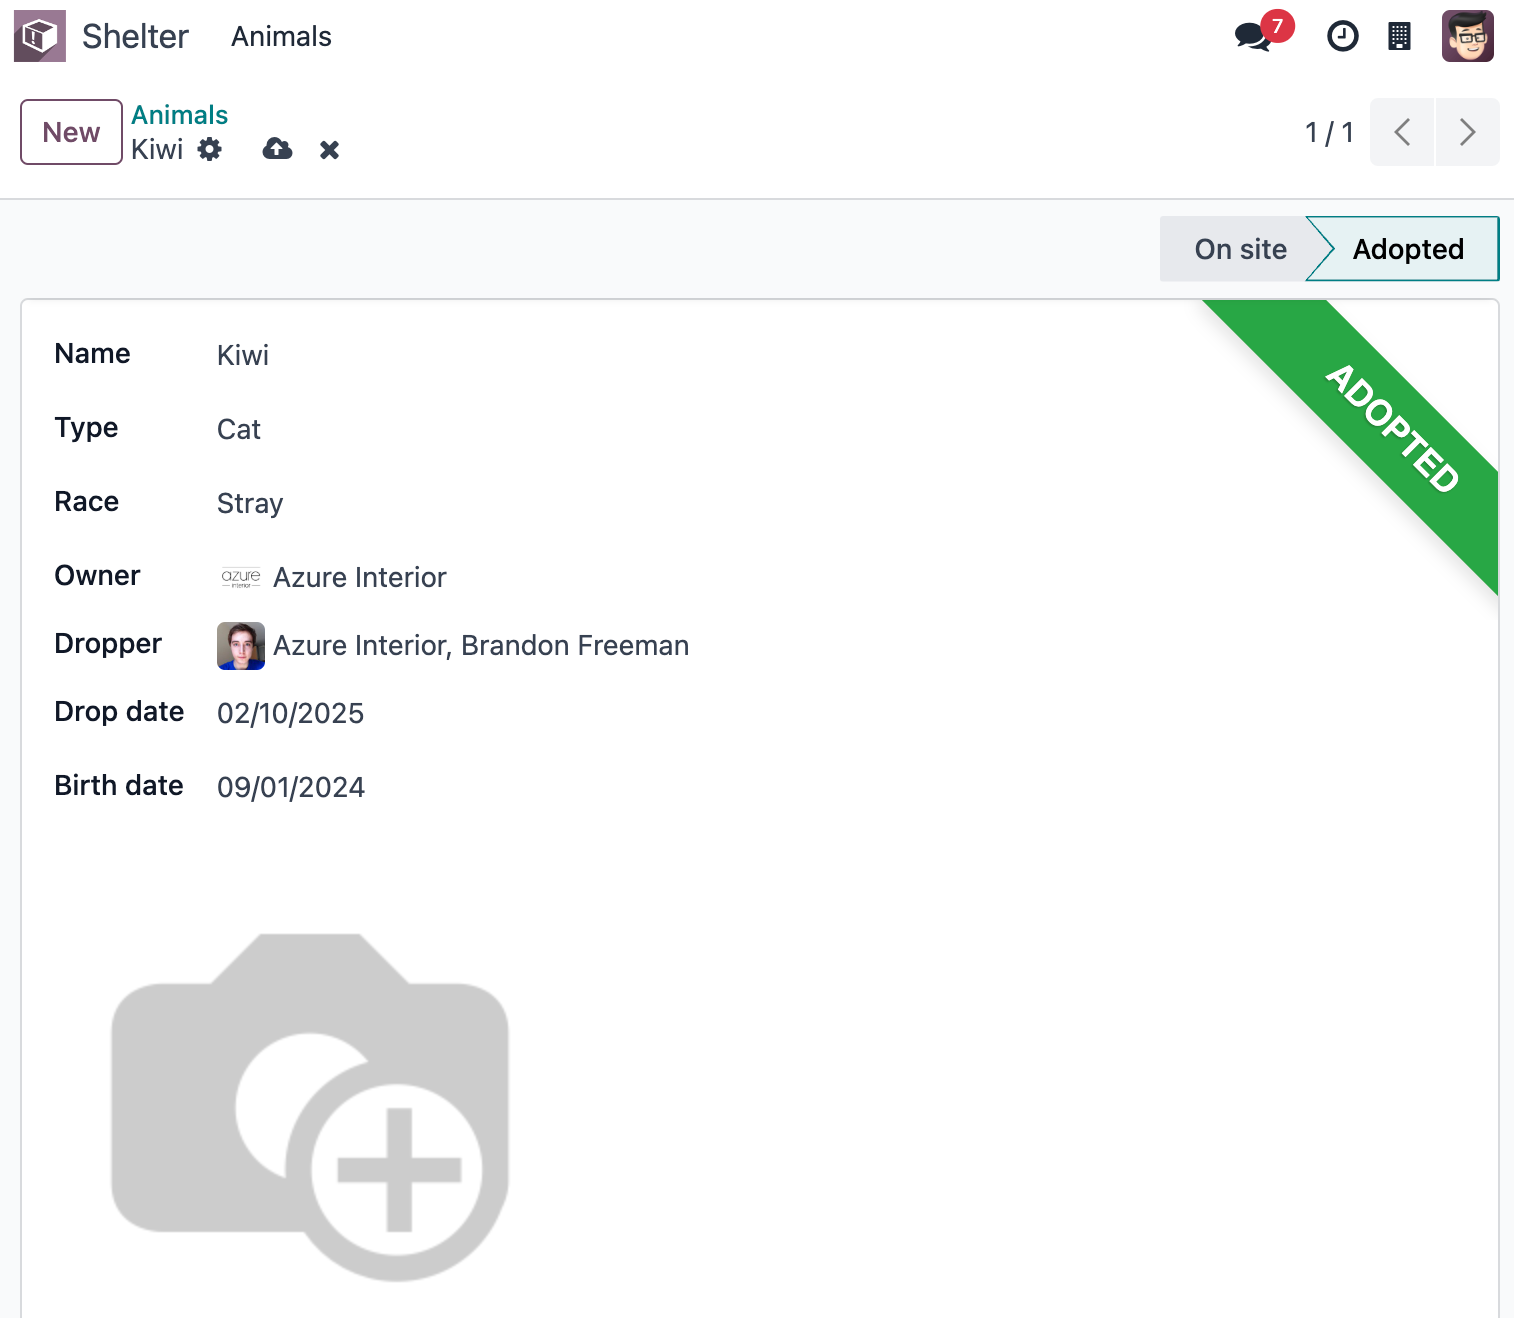 Shelter Animals 7
New Animals
Kiwi 1 / 1
On site Adopted
ADOPTED
Name Kiwi
Type Cat
Race Stray
Owner azure interior Azure Interior
Dropper Azure Interior, Brandon Freeman
Drop date 02/10/2025
Birth date 09/01/2024